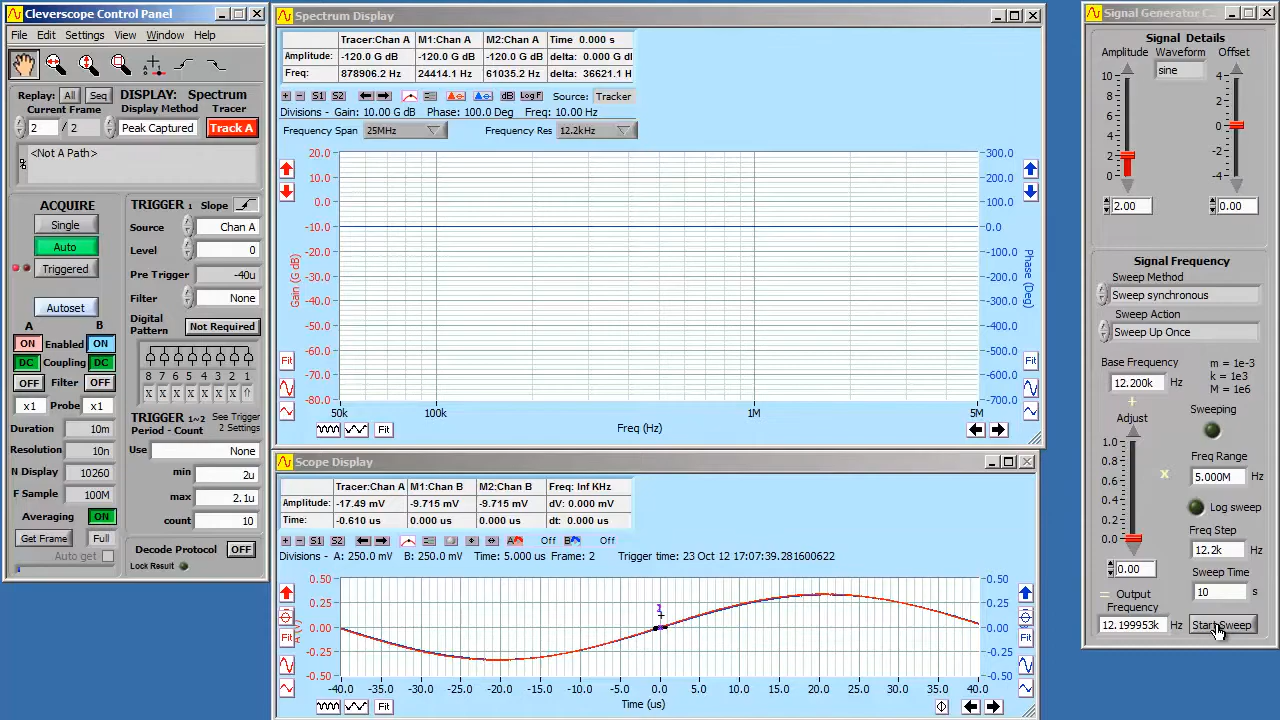 Cleverscope Control Panel
File Edit Settings View Window Help
Replay: All Seq DISPLAY: Spectrum
Current Frame Display Method Tracer
2 / 2 Peak Captured Track A
<Not A Path>
ACQUIRE
Single
Auto
Triggered
Autoset
A B
ON Enabled ON
DC Coupling DC
OFF Filter OFF
x1 Probe x1
Duration 10m
Resolution 10n
N Display 10260
F Sample 100M
Averaging ON
Get Frame Full
Auto get
TRIGGER 1 Slope
Source Chan A
Level 0
Pre Trigger -40u
Filter None
Digital
Pattern Not Required
8 7 6 5 4 3 2 1
X X X X X X X ↑
TRIGGER 1~2 See Trigger
Period - Count 2 Settings
Use None
min 2u
max 2.1u
count 10
Decode Protocol OFF
Lock Result
Spectrum Display
Tracer:Chan A M1:Chan A M2:Chan A Time 0.000 s
Amplitude: -120.0 G dB -120.0 G dB -120.0 G dB delta: 0.000 G dl
Freq: 878906.2 Hz 24414.1 Hz 61035.2 Hz delta: 36621.1 H
S1 S2 dB Log F Source: Tracker
Divisions - Gain: 10.00 G dB Phase: 100.0 Deg Freq: 10.00 Hz
Frequency Span 25MHz Frequency Res 12.2kHz
20.0 300.0
10.0 200.0
0.0 100.0
-10.0 0.0
-20.0 -100.0
-30.0 -200.0
-40.0 -300.0
-50.0 -400.0
-60.0 -500.0
-70.0 -600.0
-80.0 -700.0
Gain (G dB)
Phase (Deg)
Fit Fit
50k 100k 1M 5M
Fit Freq (Hz)
Scope Display
Tracer:Chan A M1:Chan B M2:Chan B Freq: Inf KHz
Amplitude: -17.49 mV -9.715 mV -9.715 mV dV: 0.000 mV
Time: -0.610 us 0.000 us 0.000 us dt: 0.000 us
S1 S2 A Off B Off
Divisions - A: 250.0 mV B: 250.0 mV Time: 5.000 us Frame: 2 Trigger time: 23 Oct 12 17:07:39.21600622
0.50 0.50
0.25 0.25
0.00 0.00
-0.25 -0.25
-0.50 -0.50
A (V)
Fit Fit
1
-40.0 -30.0 -20.0 -10.0 0.0 10.0 20.0 30.0 40.0
Fit Time (us)
Signal Generator C...
Signal Details
Amplitude Waveform Offset
sine
10 8 6 4 2 0
4 2 0 -2 -4
2.00 0.00
Signal Frequency
Sweep Method
Sweep synchronous
Sweep Action
Sweep Up Once
Base Frequency
12.200k Hz
m = 1e-3
k = 1e3
M = 1e6
+
Adjust
1.0
0.8
0.6
0.4
0.2
0.0
0.00
x
Sweeping
Freq Range
5.000M Hz
Log sweep
Freq Step
12.2k Hz
Sweep Time
10 s
= Output
Frequency
12.199953k Hz Start Sweep